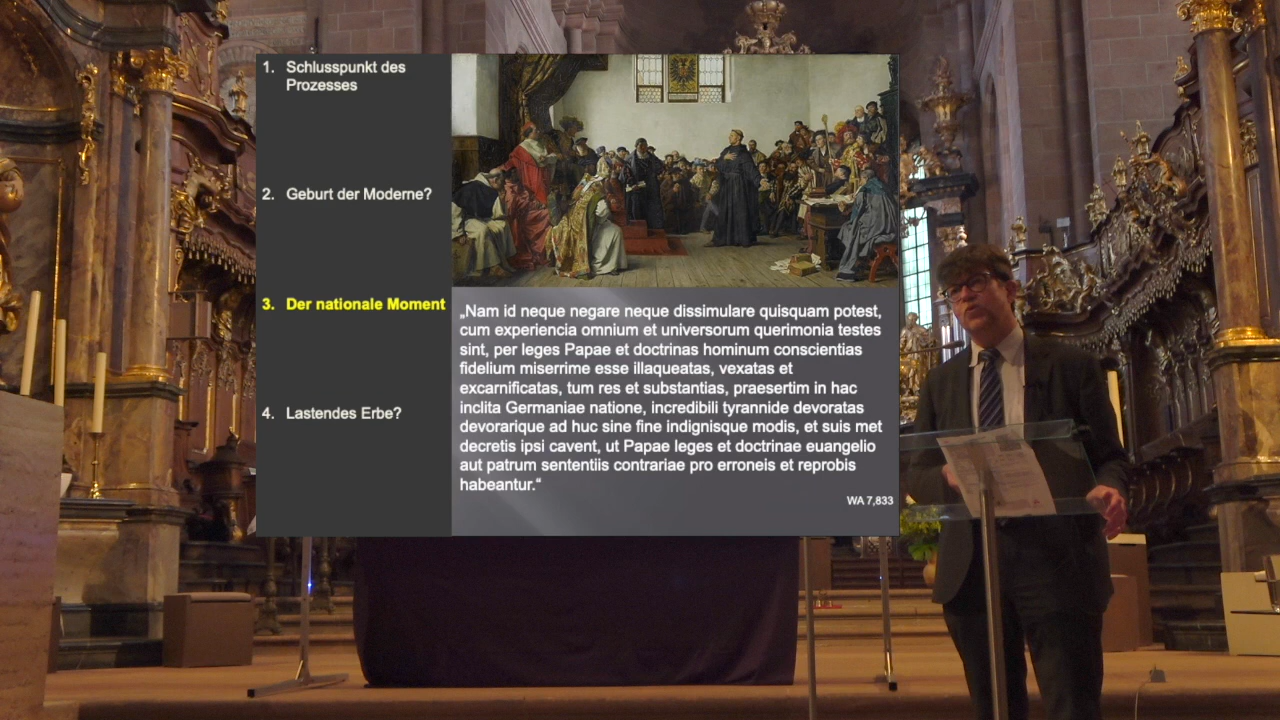 1. Schlusspunkt des
Prozesses
2. Geburt der Moderne?
3. Der nationale Moment
4. Lastendes Erbe?
„Nam id neque negare neque dissimulare quisquam potest,
cum experiencia omnium et universorum querimonia testes
sint, per leges Papae et doctrinas hominum conscientias
fidelium miserrime esse illaqueatas, vexatas et
excarnificatas, tum res et substantias, praesertim in hac
inclita Germaniae natione, incredibili tyrannide devoratas
devorarique ad huc sine fine indignisque modis, et suis met
decretis ipsi cavent, ut Papae leges et doctrinae euangelio
aut patrum sententiis contrariae pro erroneis et reprobis
habeantur.“
WA 7,833